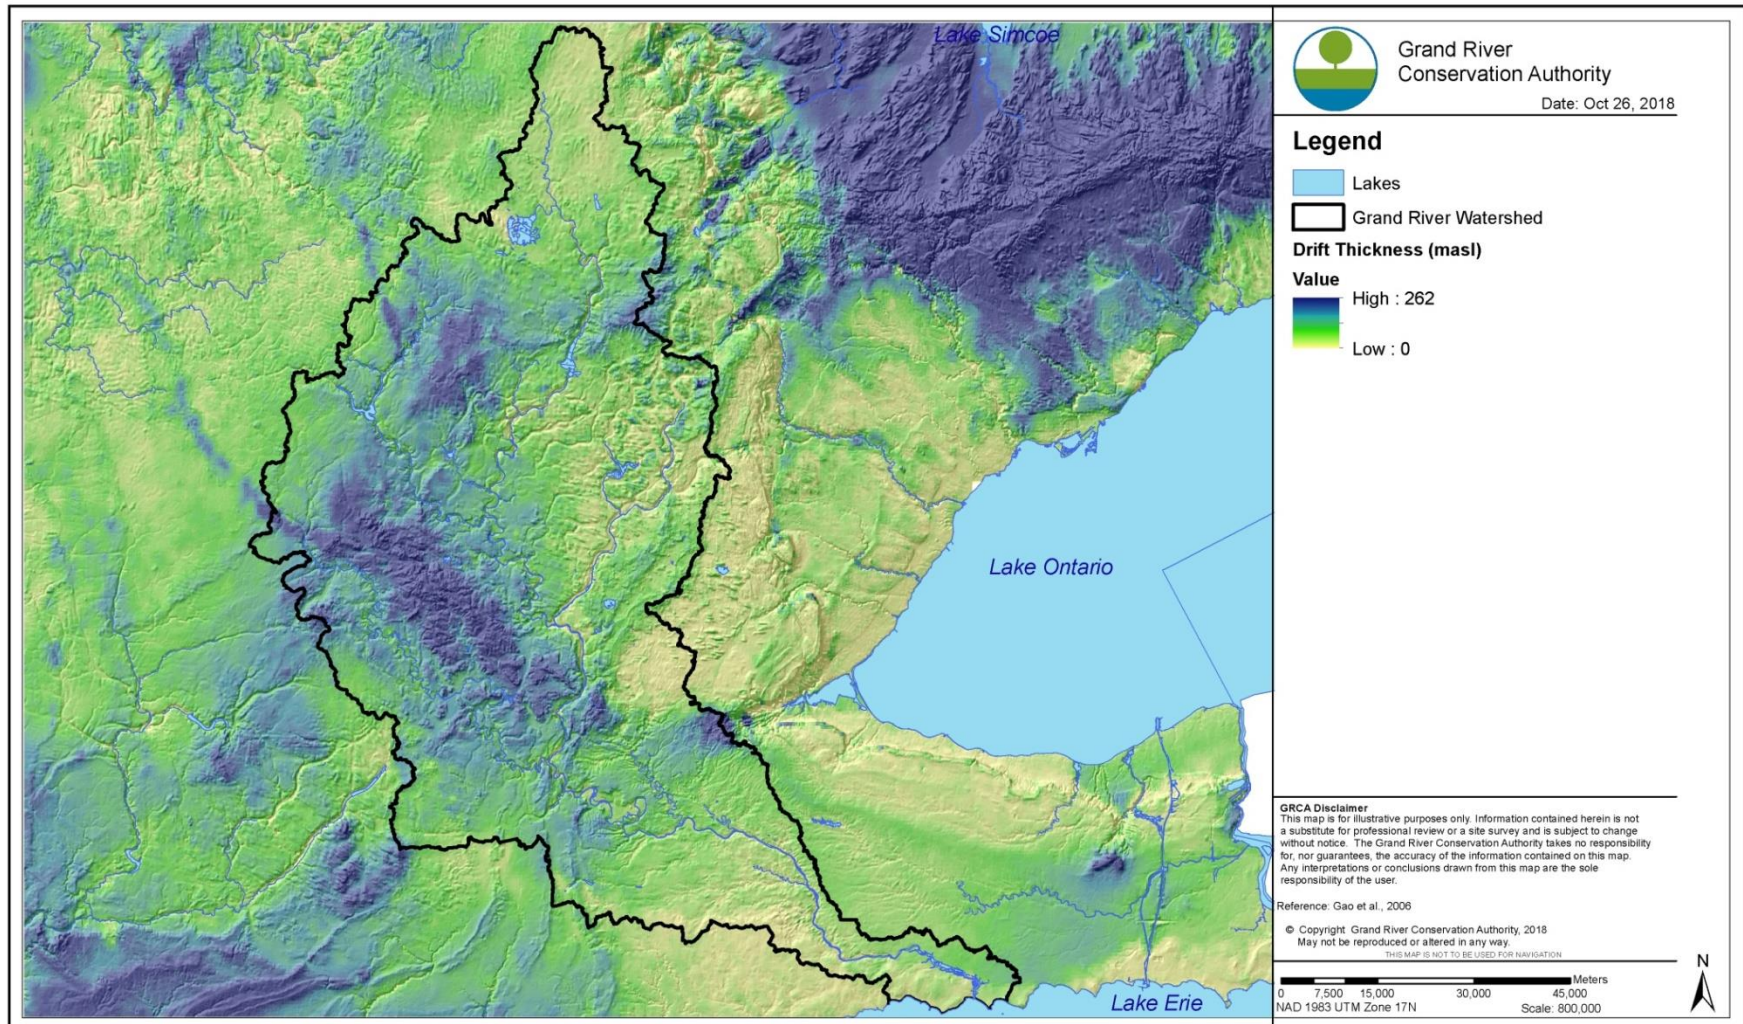 Lake Simcoe
Lake Ontario
Lake Erie
Grand River
Conservation Authority
Date: Oct 26, 2018
Legend
Lakes
Grand River Watershed
Drift Thickness (masl)
Value
High : 262
Low : 0
GRCA Disclaimer
This map is for illustrative purposes only. Information contained herein is not
a substitute for professional review or a site survey and is subject to change
without notice. The Grand River Conservation Authority takes no responsibility
for, nor guarantees, the accuracy of the information contained on this map.
Any interpretations or conclusions drawn from this map are the sole
responsibility of the user.
Reference: Gao et al., 2006
© Copyright Grand River Conservation Authority, 2018
May not be reproduced or altered in any way.
THIS MAP IS NOT TO BE USED FOR NAVIGATION
N
Meters
0 7,500 15,000 30,000 45,000
NAD 1983 UTM Zone 17N Scale: 800,000